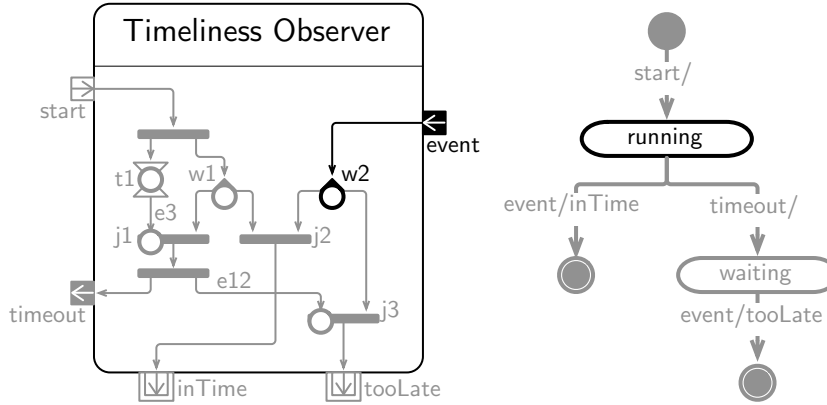 Timeliness Observer
start
event
t1
w1
w2
e3
j1
j2
e12
timeout
j3
inTime
tooLate
start/
running
event/inTime
timeout/
waiting
event/tooLate